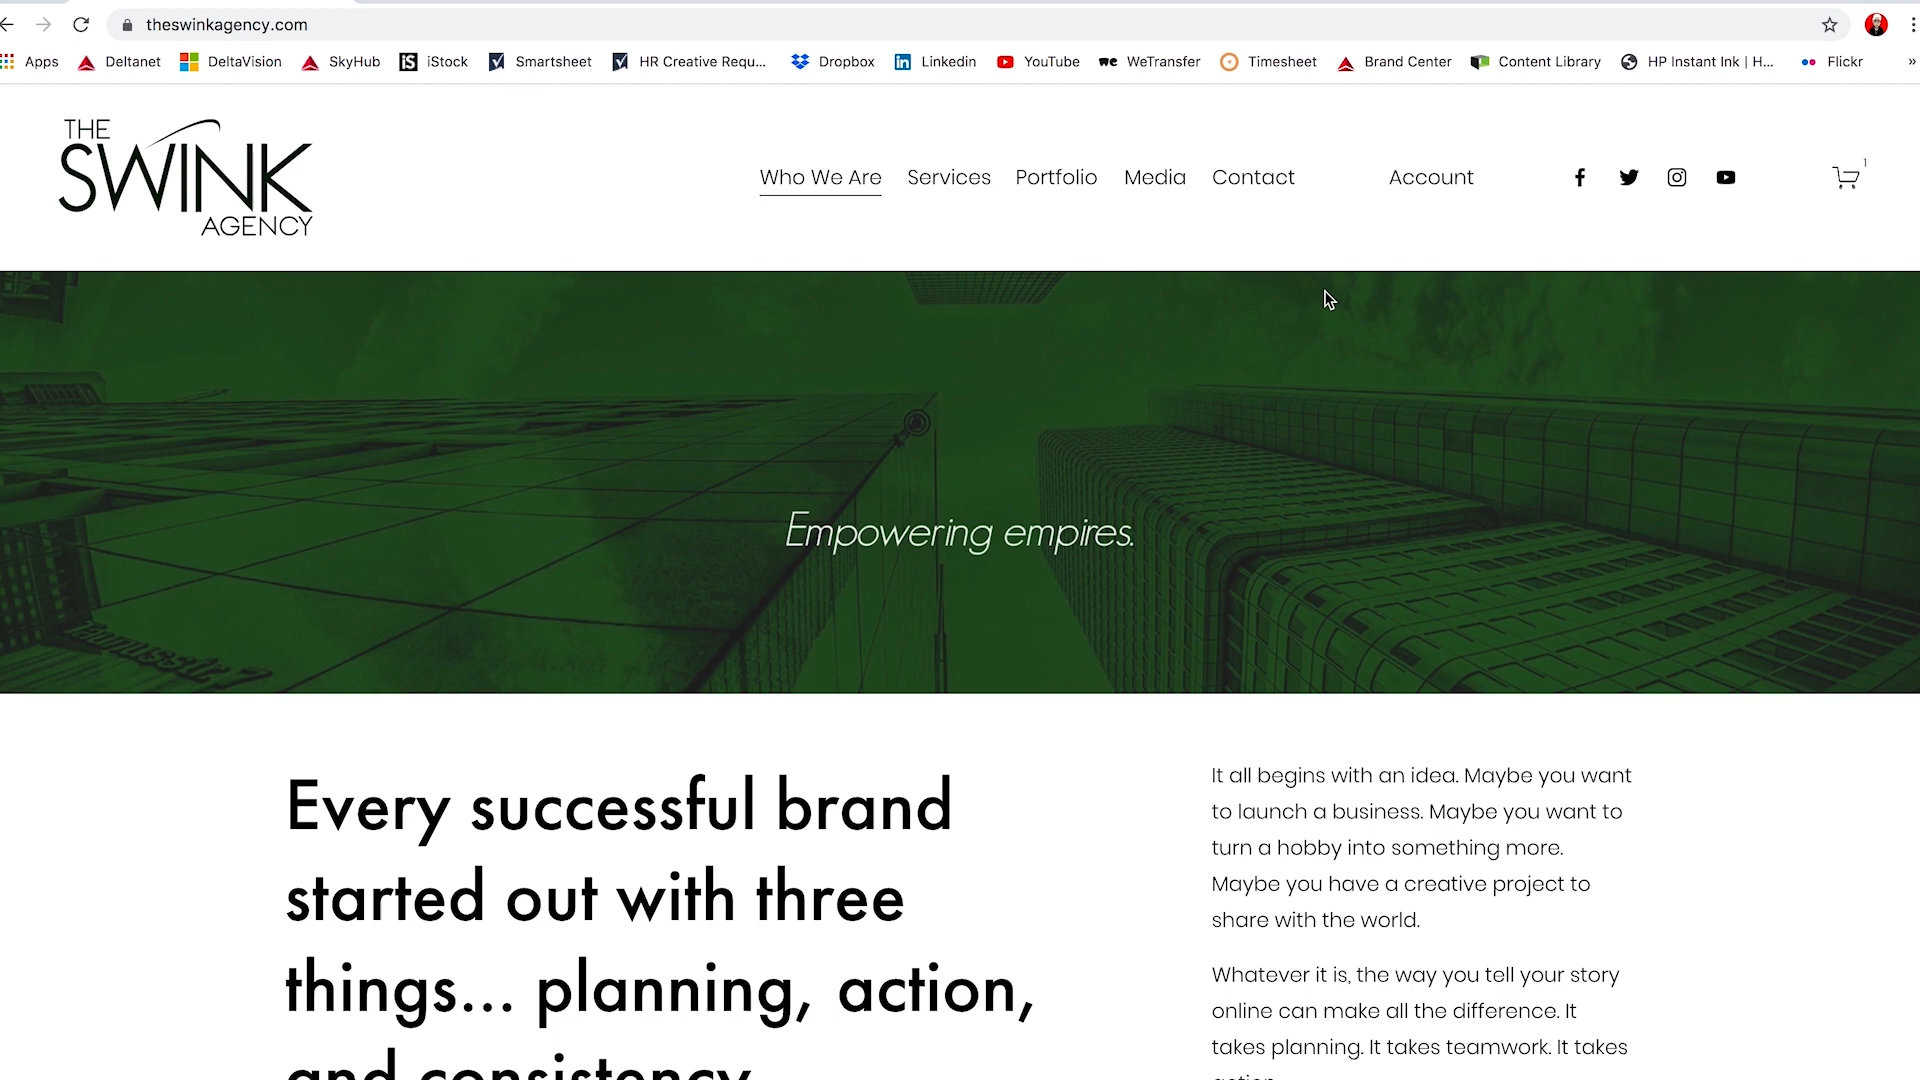 theswinkagency.com
Apps Deltanet DeltaVision SkyHub iStock Smartsheet HR Creative Requ... Dropbox Linkedin YouTube WeTransfer Timesheet Brand Center Content Library HP Instant Ink | H... Flickr »
THE
SWINK
AGENCY
Who We Are Services Portfolio Media Contact Account 1
Empowering empires.
Every successful brand
started out with three
things... planning, action,
and consistency
It all begins with an idea. Maybe you want
to launch a business. Maybe you want to
turn a hobby into something more.
Maybe you have a creative project to
share with the world.
Whatever it is, the way you tell your story
online can make all the difference. It
takes planning. It takes teamwork. It takes
action.